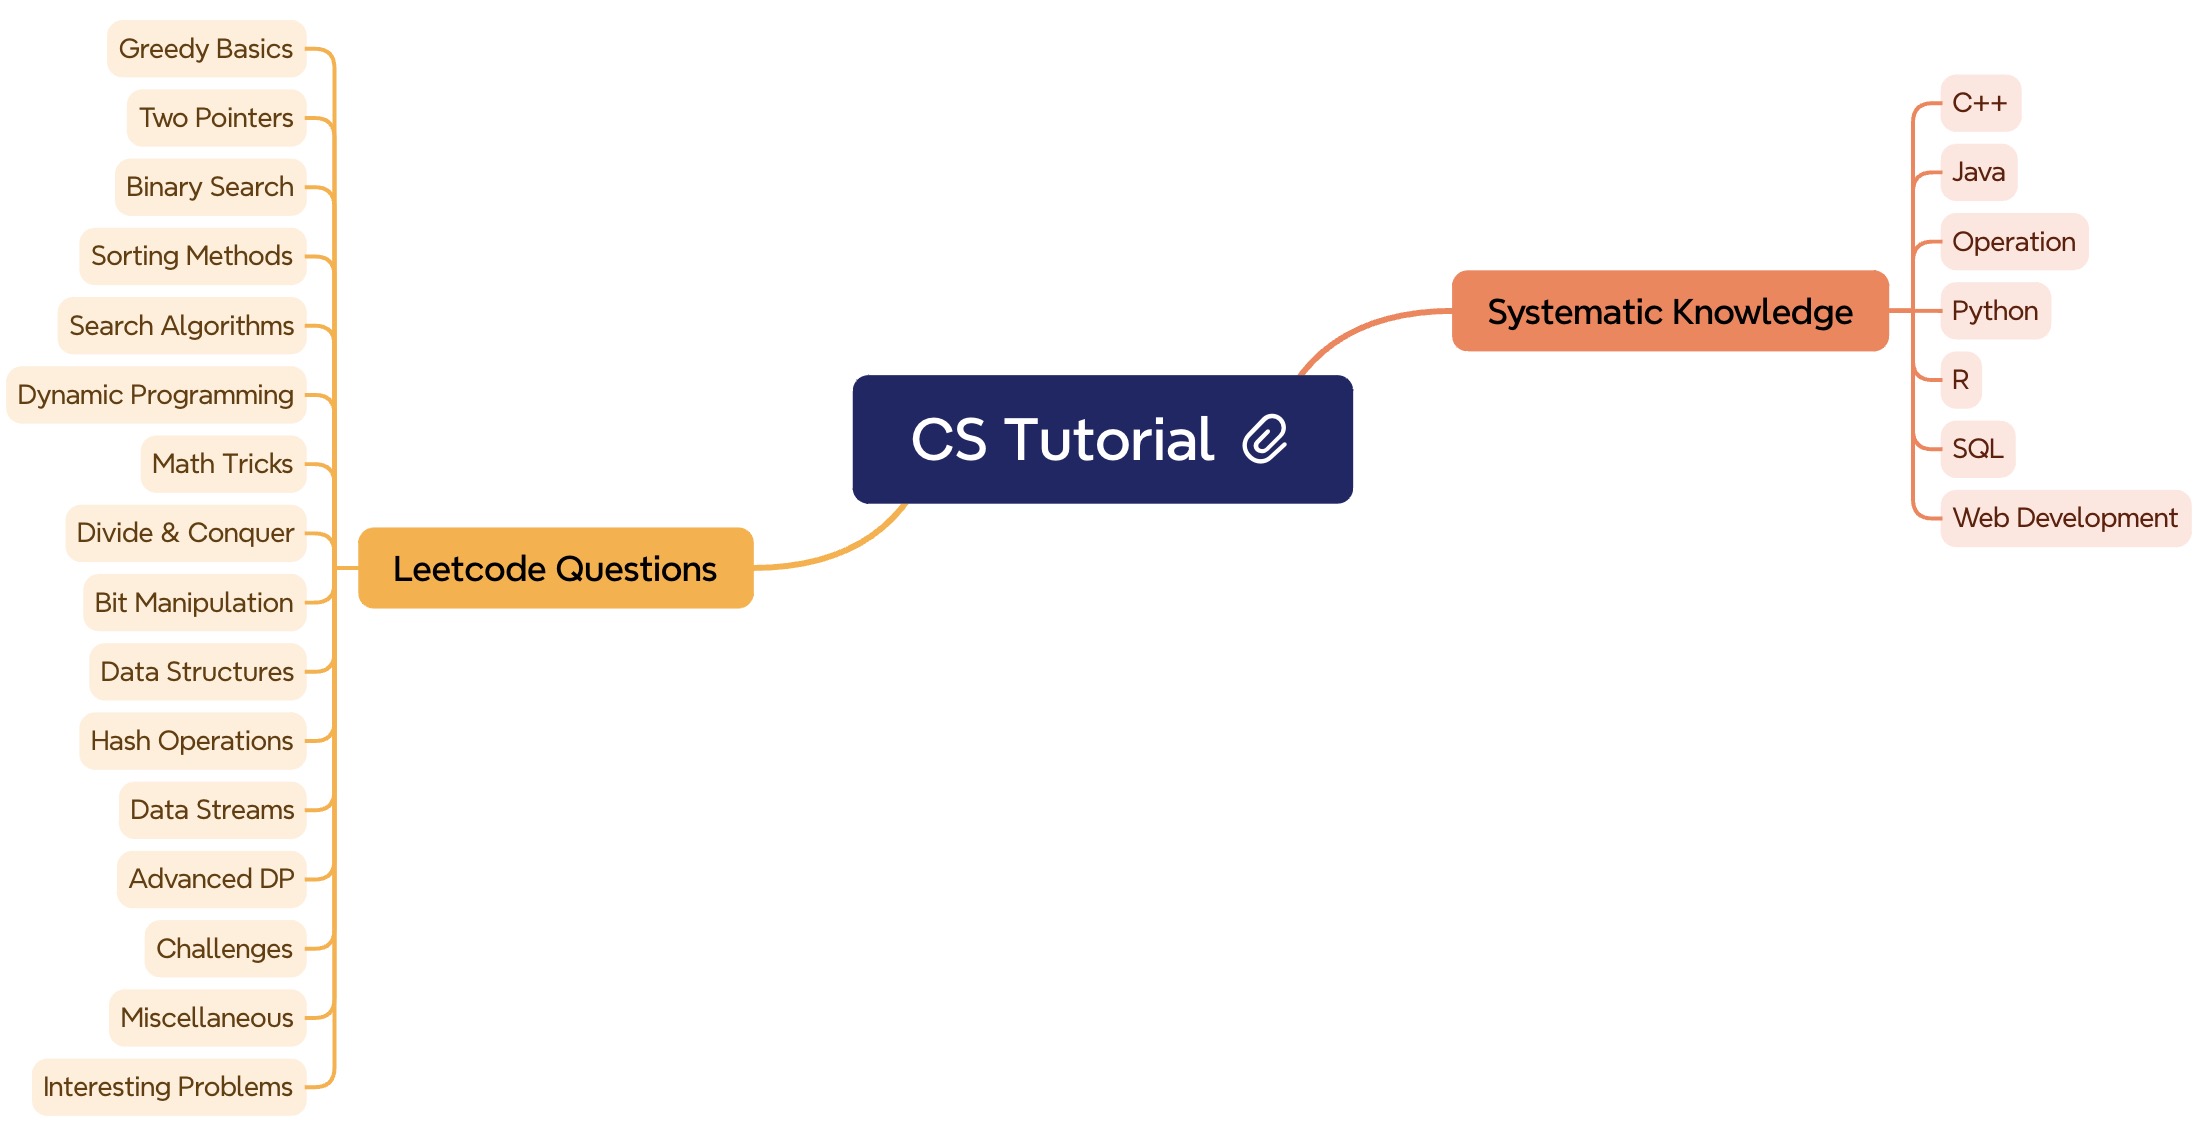 Greedy Basics
Two Pointers
Binary Search
Sorting Methods
Search Algorithms
Dynamic Programming
Math Tricks
Divide & Conquer
Bit Manipulation
Data Structures
Hash Operations
Data Streams
Advanced DP
Challenges
Miscellaneous
Interesting Problems
Leetcode Questions
CS Tutorial
Systematic Knowledge
C++
Java
Operation
Python
R
SQL
Web Development